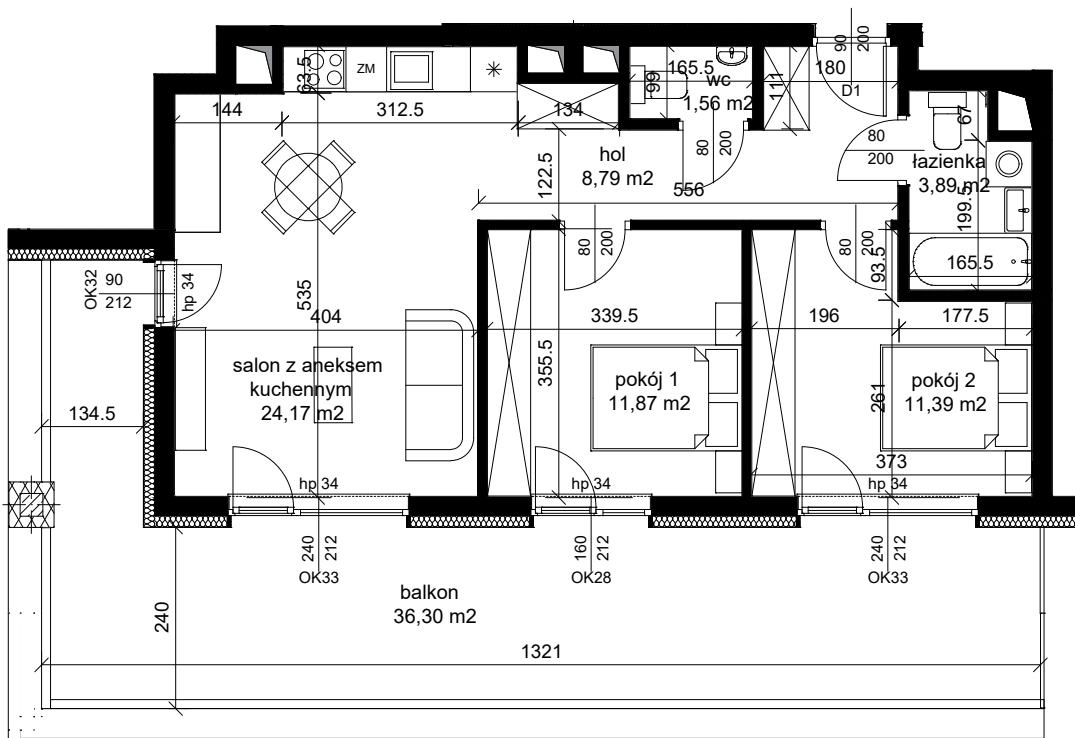 90
200
63.5
ZM
99
165.5
wc
1,56 m2
111
180
D1
67
144
312.5
134
80
200
80
200
łazienka
3,89 m2
hol
8,79 m2
122.5
556
199.5
80
200
80
200
93.5
165.5
OK32
90
212
hp 34
535
404
339.5
196
177.5
salon z aneksem
kuchennym
24,17 m2
355.5
pokój 1
11,87 m2
261
pokój 2
11,39 m2
134.5
373
hp 34
hp 34
hp 34
240
212
OK33
160
212
OK28
240
212
OK33
balkon
36,30 m2
240
1321